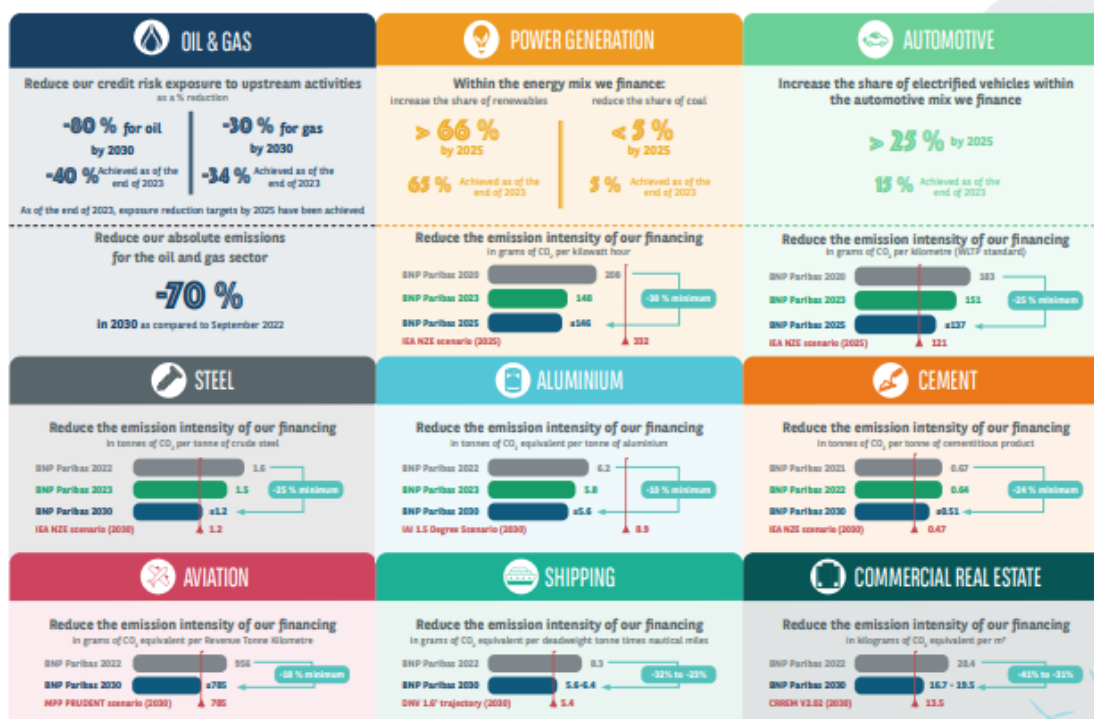 OIL & GAS
Reduce our credit risk exposure to upstream activities
as a % reduction
-80 % for oil
by 2030
-40 % Achieved as of the
end of 2023
-30 % for gas
by 2030
-34 % Achieved as of the
end of 2023
As of the end of 2023, exposure reduction targets by 2025 have been achieved
Reduce our absolute emissions
for the oil and gas sector
-70 %
in 2030 as compared to September 2022
POWER GENERATION
Within the energy mix we finance:
increase the share of renewables
> 66 %
by 2025
65 % Achieved as of the
end of 2023
reduce the share of coal
< 5 %
by 2025
5 % Achieved as of the
end of 2023
Reduce the emission intensity of our financing
in grams of CO₂ per kilowatt hour
BNP Paribas 2020 208
BNP Paribas 2023 148
BNP Paribas 2025 ≤146
-30 % minimum
IEA NZE scenario (2025) 332
AUTOMOTIVE
Increase the share of electrified vehicles within
the automotive mix we finance
> 25 % by 2025
15 % Achieved as of the
end of 2023
Reduce the emission intensity of our financing
in grams of CO₂ per kilometre (WLTP standard)
BNP Paribas 2020 183
BNP Paribas 2023 151
BNP Paribas 2025 ≤137
-25 % minimum
IEA NZE scenario (2025) 121
STEEL
Reduce the emission intensity of our financing
in tonnes of CO₂ per tonne of crude steel
BNP Paribas 2022 1.6
BNP Paribas 2023 1.5
BNP Paribas 2030 ≤1.2
-25 % minimum
IEA NZE scenario (2030) 1.2
ALUMINIUM
Reduce the emission intensity of our financing
in tonnes of CO₂ equivalent per tonne of aluminium
BNP Paribas 2022 6.2
BNP Paribas 2023 5.8
BNP Paribas 2030 ≤5.6
-10 % minimum
IAI 1.5 Degree Scenario (2030) 8.9
CEMENT
Reduce the emission intensity of our financing
in tonnes of CO₂ per tonne of cementitious product
BNP Paribas 2021 0.67
BNP Paribas 2022 0.64
BNP Paribas 2030 ≤0.51
-24 % minimum
IEA NZE scenario (2030) 0.47
AVIATION
Reduce the emission intensity of our financing
in grams of CO₂ equivalent per Revenue Tonne Kilometre
BNP Paribas 2022 956
BNP Paribas 2030 ≤785
-18 % minimum
MPP PRUDENT scenario (2030) 785
SHIPPING
Reduce the emission intensity of our financing
in grams of CO₂ equivalent per deadweight tonne times nautical miles
BNP Paribas 2022 8.3
BNP Paribas 2030 5.6-6.4
-32% to -23%
DNV 1.6° trajectory (2030) 5.4
COMMERCIAL REAL ESTATE
Reduce the emission intensity of our financing
in kilograms of CO₂ equivalent per m²
BNP Paribas 2022 28.4
BNP Paribas 2030 16.7 - 19.5
-41% to -31%
CRREM V2.02 (2030) 13.5